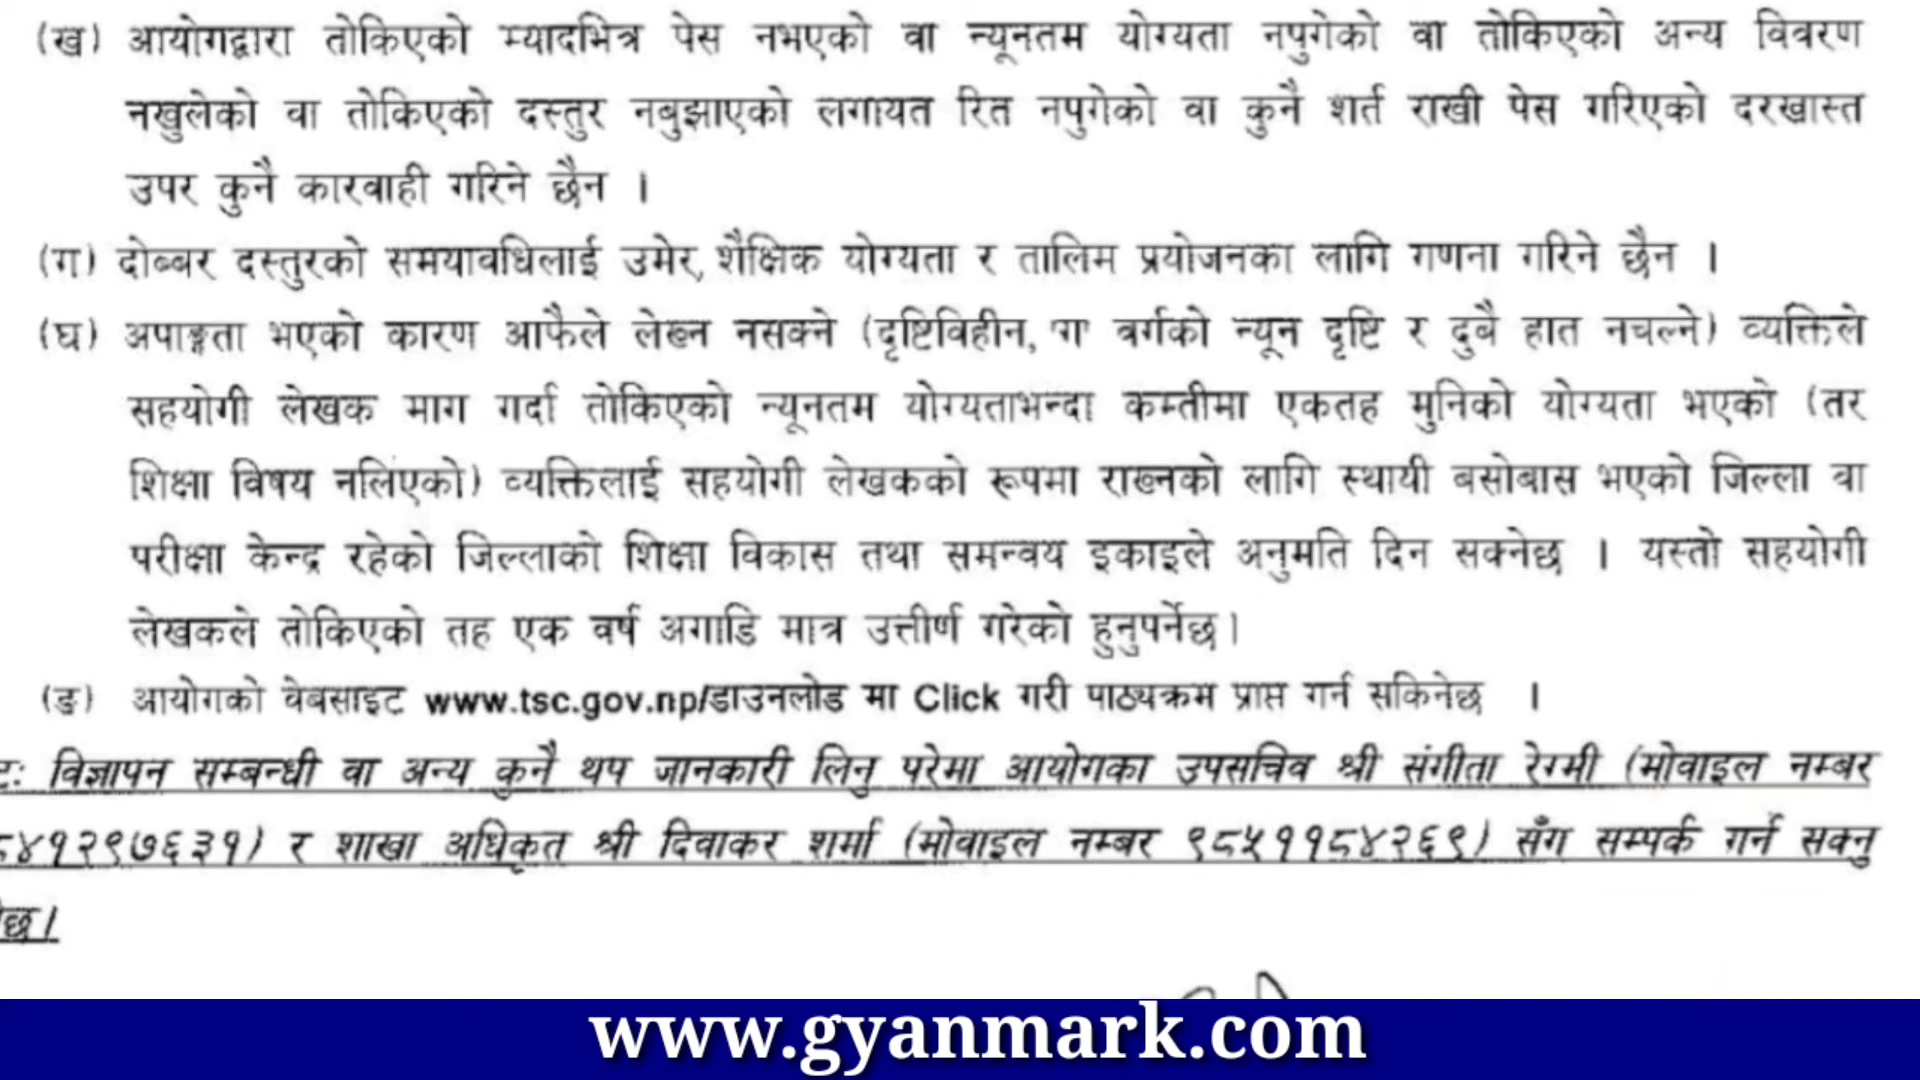 (ख) आयोगद्वारा तोकिएको म्यादभित्र पेस नभएको वा न्यूनतम योग्यता नपुगेको वा तोकिएको अन्य विवरण
नखुलेको वा तोकिएको दस्तुर नबुझाएको लगायत रित नपुगेको वा कुनै शर्त राखी पेस गरिएको दरखास्त
उपर कुनै कारवाही गरिने छैन ।
(ग) दोब्बर दस्तुरको समयावधिलाई उमेर, शैक्षिक योग्यता र तालिम प्रयोजनका लागि गणना गरिने छैन ।
(घ) अपाङ्गता भएको कारण आफैले लेख्न नसक्ने (दृष्टिविहीन, 'ग' वर्गको न्यून दृष्टि र दुबै हात नचल्ने) व्यक्तिले
सहयोगी लेखक माग गर्दा तोकिएको न्यूनतम योग्यताभन्दा कम्तीमा एकतह मुनिको योग्यता भएको (तर
शिक्षा विषय नलिएको) व्यक्तिलाई सहयोगी लेखकको रूपमा राख्नको लागि स्थायी बसोबास भएको जिल्ला वा
परीक्षा केन्द्र रहेको जिल्लाको शिक्षा विकास तथा समन्वय इकाइले अनुमति दिन सक्नेछ । यस्तो सहयोगी
लेखकले तोकिएको तह एक वर्ष अगाडि मात्र उत्तीर्ण गरेको हुनुपर्नेछ।
(ङ) आयोगको वेबसाइट www.tsc.gov.np/डाउनलोड मा Click गरी पाठ्यक्रम प्राप्त गर्न सकिनेछ ।
विज्ञापन सम्बन्धी वा अन्य कुनै थप जानकारी लिनु परेमा आयोगका उपसचिव श्री संगीता रेग्मी (मोवाइल नम्बर
८४१२९७६३१) र शाखा अधिकृत श्री दिवाकर शर्मा (मोवाइल नम्बर ९८५११८४२६९) सँग सम्पर्क गर्न सक्नु
छ।
www.gyanmark.com